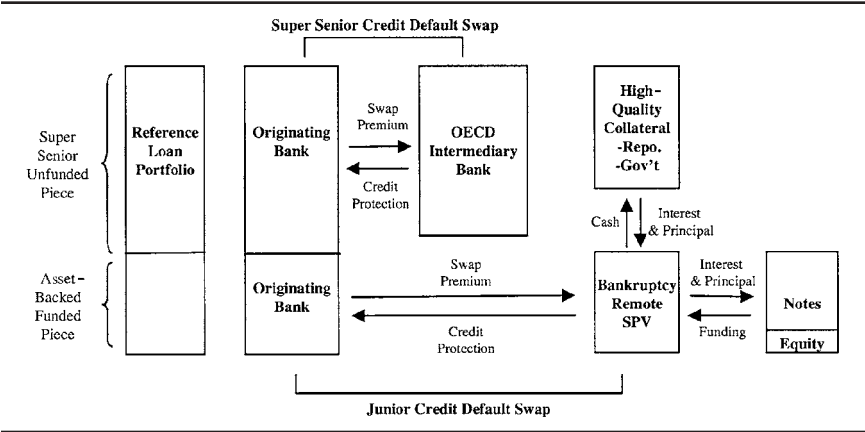 Super Senior Credit Default Swap
Super
Senior
Unfunded
Piece
Reference
Loan
Portfolio
Originating
Bank
Swap
Premium
Credit
Protection
OECD
Intermediary
Bank
High-
Quality
Collateral
-Repo.
-Gov't
Cash
Interest
& Principal
Asset-
Backed
Funded
Piece
Originating
Bank
Swap
Premium
Credit
Protection
Bankruptcy
Remote
SPV
Interest
& Principal
Funding
Notes
Equity
Junior Credit Default Swap